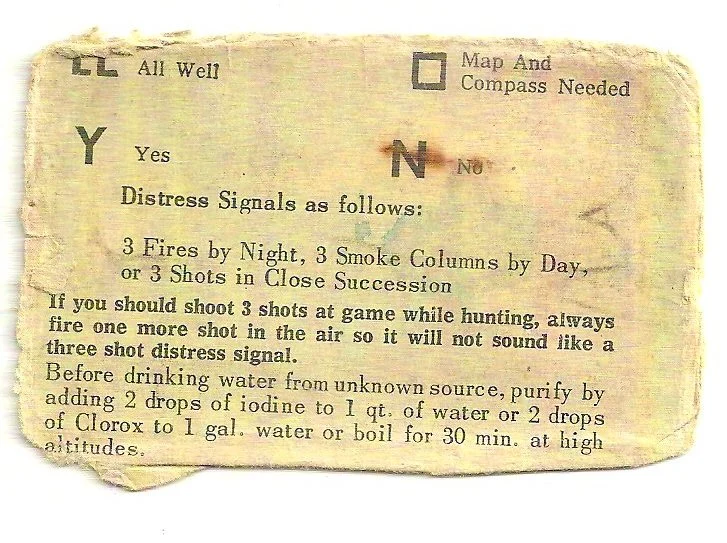 LL All Well
□ Map And
Compass Needed
Y Yes
N No
Distress Signals as follows:
3 Fires by Night, 3 Smoke Columns by Day,
or 3 Shots in Close Succession
If you should shoot 3 shots at game while hunting, always
fire one more shot in the air so it will not sound like a
three shot distress signal.
Before drinking water from unknown source, purify by
adding 2 drops of iodine to 1 qt. of water or 2 drops
of Clorox to 1 gal. water or boil for 30 min. at high
altitudes.